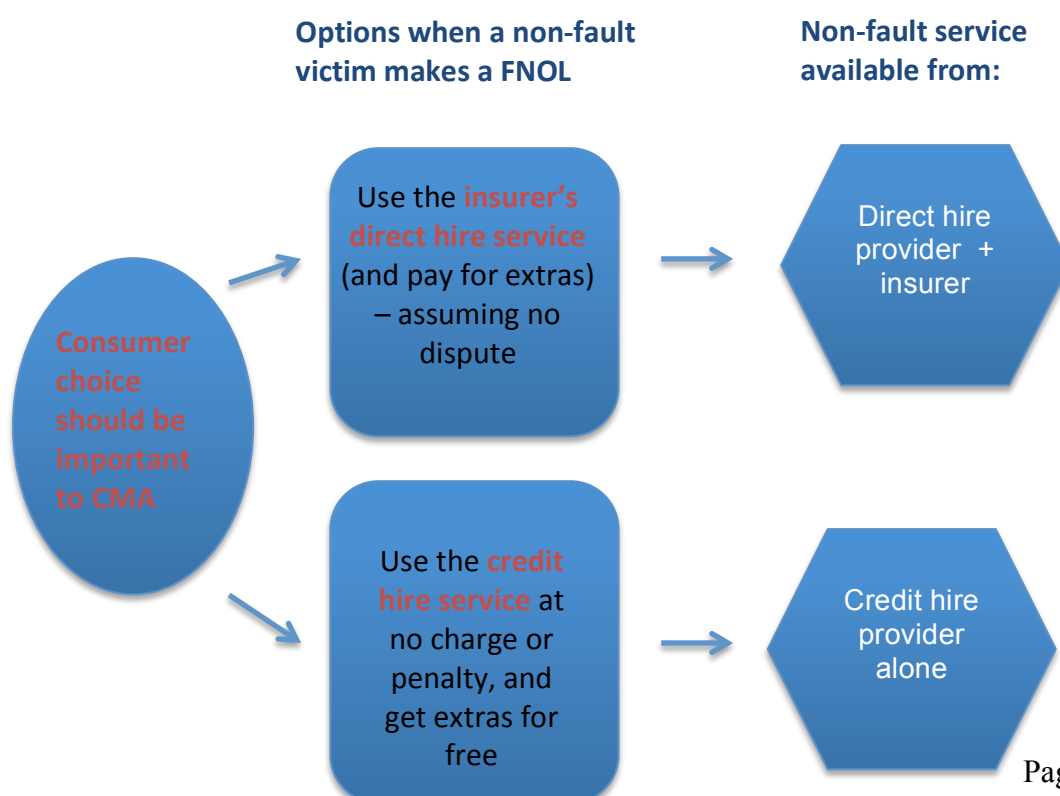 Options when a non-fault
victim makes a FNOL
Non-fault service
available from:
Consumer
choice
should be
important
to CMA
Use the insurer’s
direct hire service
(and pay for extras)
– assuming no
dispute
Direct hire
provider +
insurer
Use the credit
hire service at
no charge or
penalty, and
get extras for
free
Credit hire
provider
alone
Pag